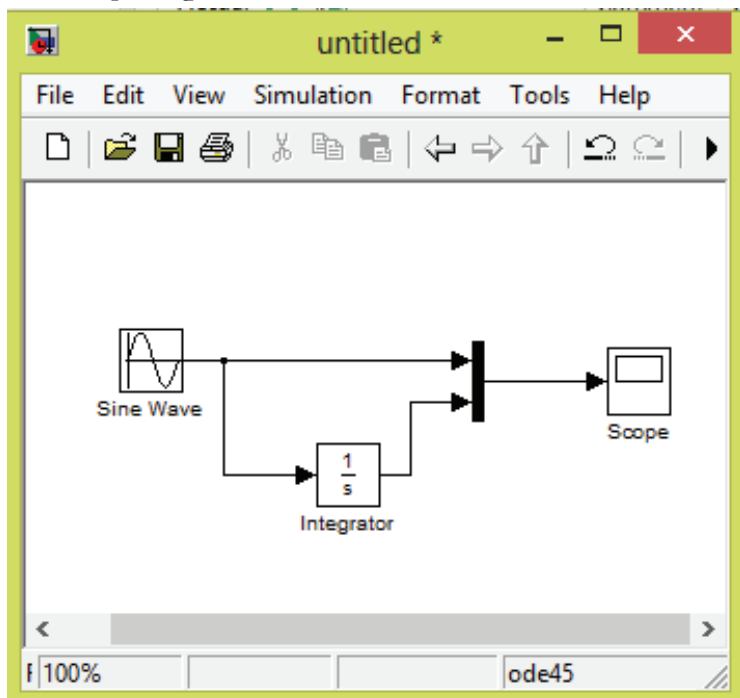 untitled *
File Edit View Simulation Format Tools Help
Sine Wave
1
s
Integrator
Scope
100%
ode45